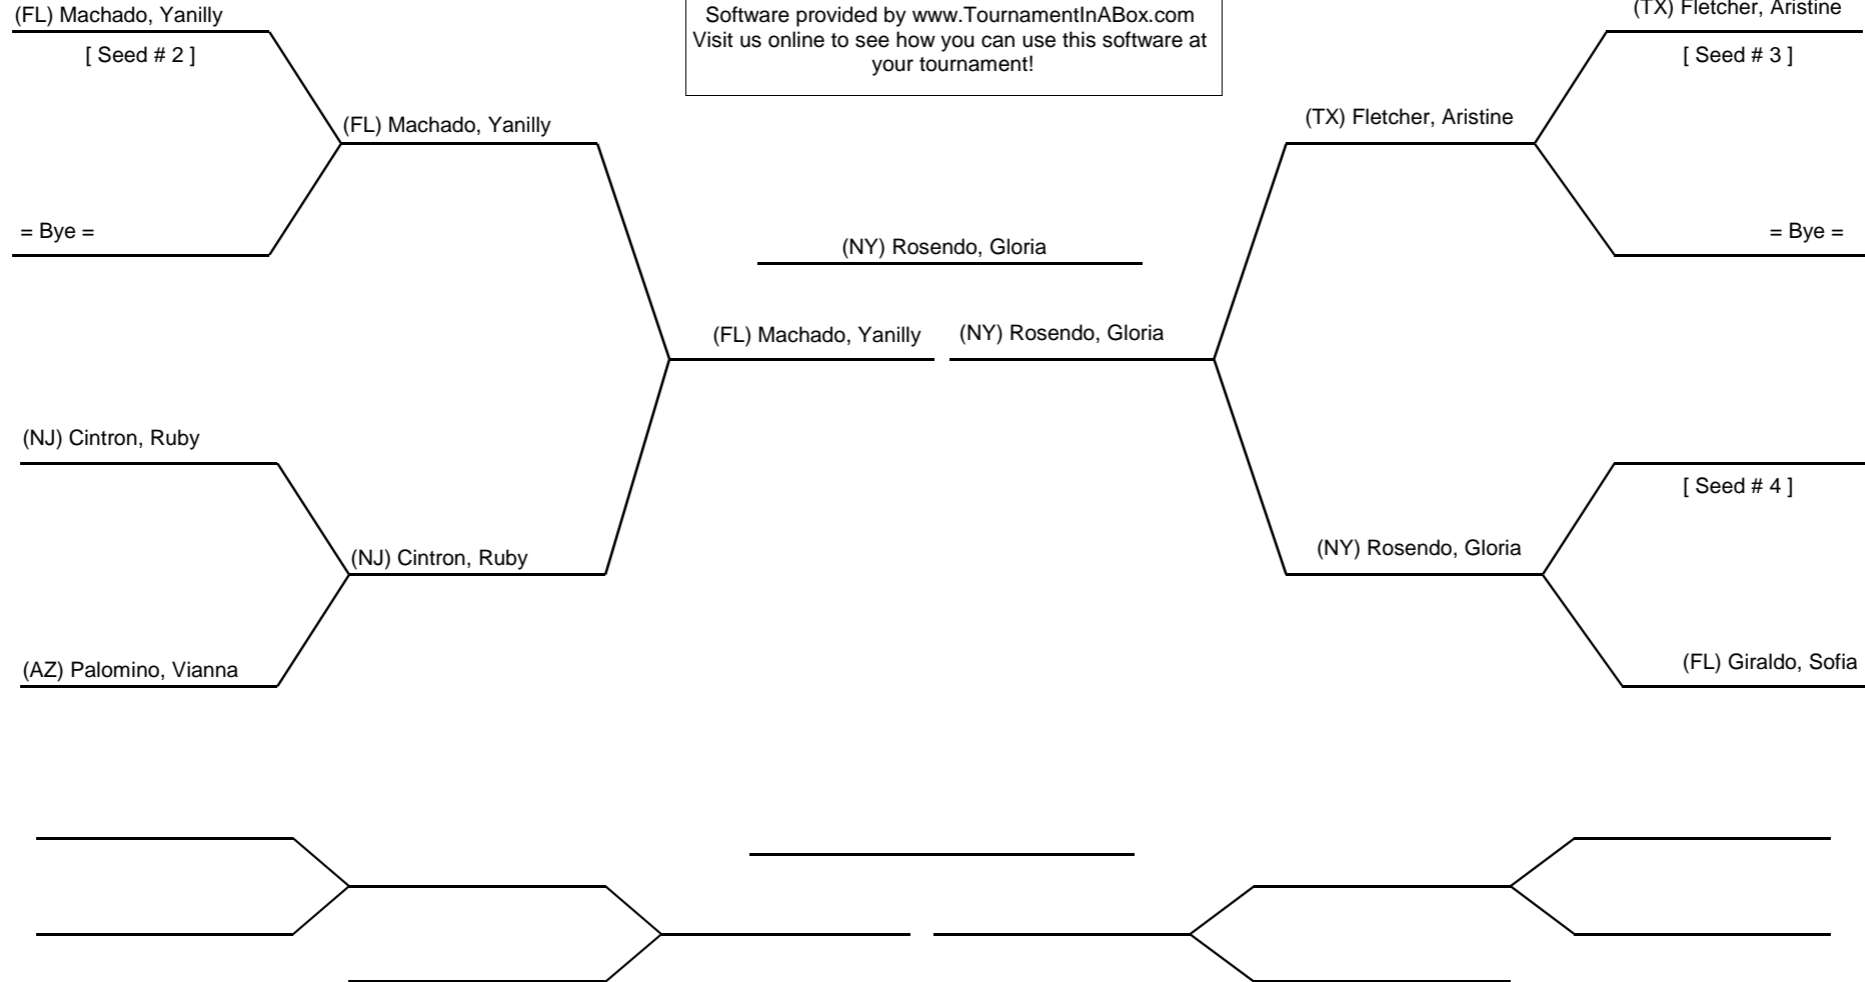 (FL) Machado, Yanilly
[ Seed # 2 ]
Software provided by www.TournamentInABox.com
Visit us online to see how you can use this software at
your tournament!
(TX) Fletcher, Aristine
[ Seed # 3 ]
(FL) Machado, Yanilly
(TX) Fletcher, Aristine
= Bye =
(NY) Rosendo, Gloria
= Bye =
(FL) Machado, Yanilly
(NY) Rosendo, Gloria
(NJ) Cintron, Ruby
[ Seed # 4 ]
(NJ) Cintron, Ruby
(NY) Rosendo, Gloria
(AZ) Palomino, Vianna
(FL) Giraldo, Sofia